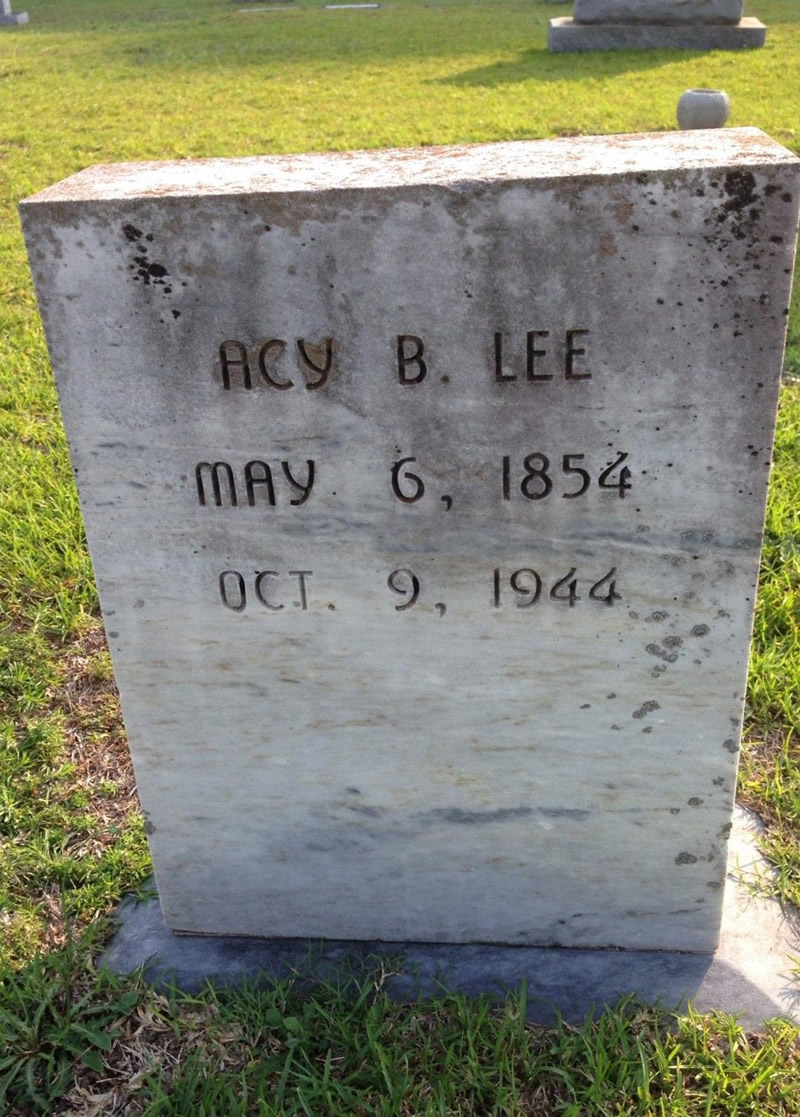 ACY B. LEE
MAY 6, 1854
OCT. 9, 1944